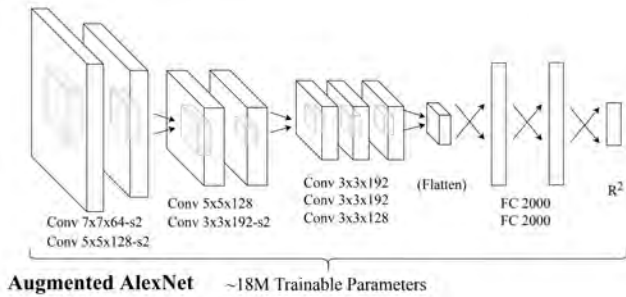 Conv 7x7x64-s2
Conv 5x5x128-s2
Conv 5x5x128
Conv 3x3x192-s2
Conv 3x3x192
Conv 3x3x192
Conv 3x3x128
(Flatten)
FC 2000
FC 2000
R²
Augmented AlexNet ~18M Trainable Parameters